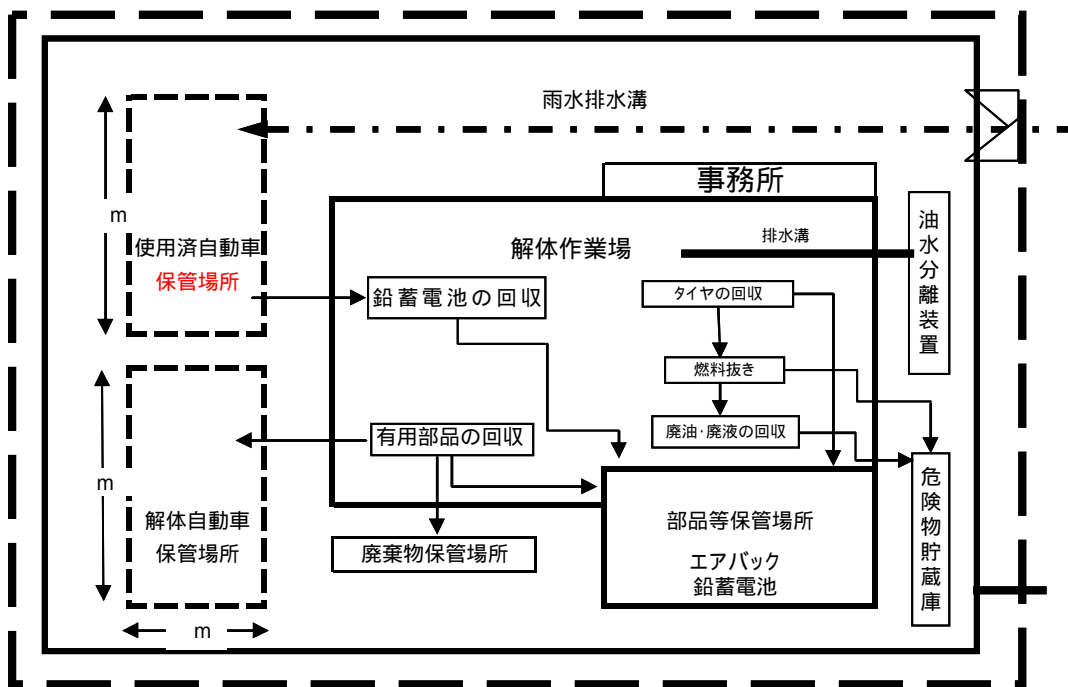 雨水排水溝
事務所
m
使用済自動車
保管場所
解体作業場
排水溝
油水分離装置
鉛蓄電池の回収
タイヤの回収
燃料抜き
有用部品の回収
廃油・廃液の回収
m
解体自動車
保管場所
廃棄物保管場所
部品等保管場所
エアバック
鉛蓄電池
危険物貯蔵庫
m